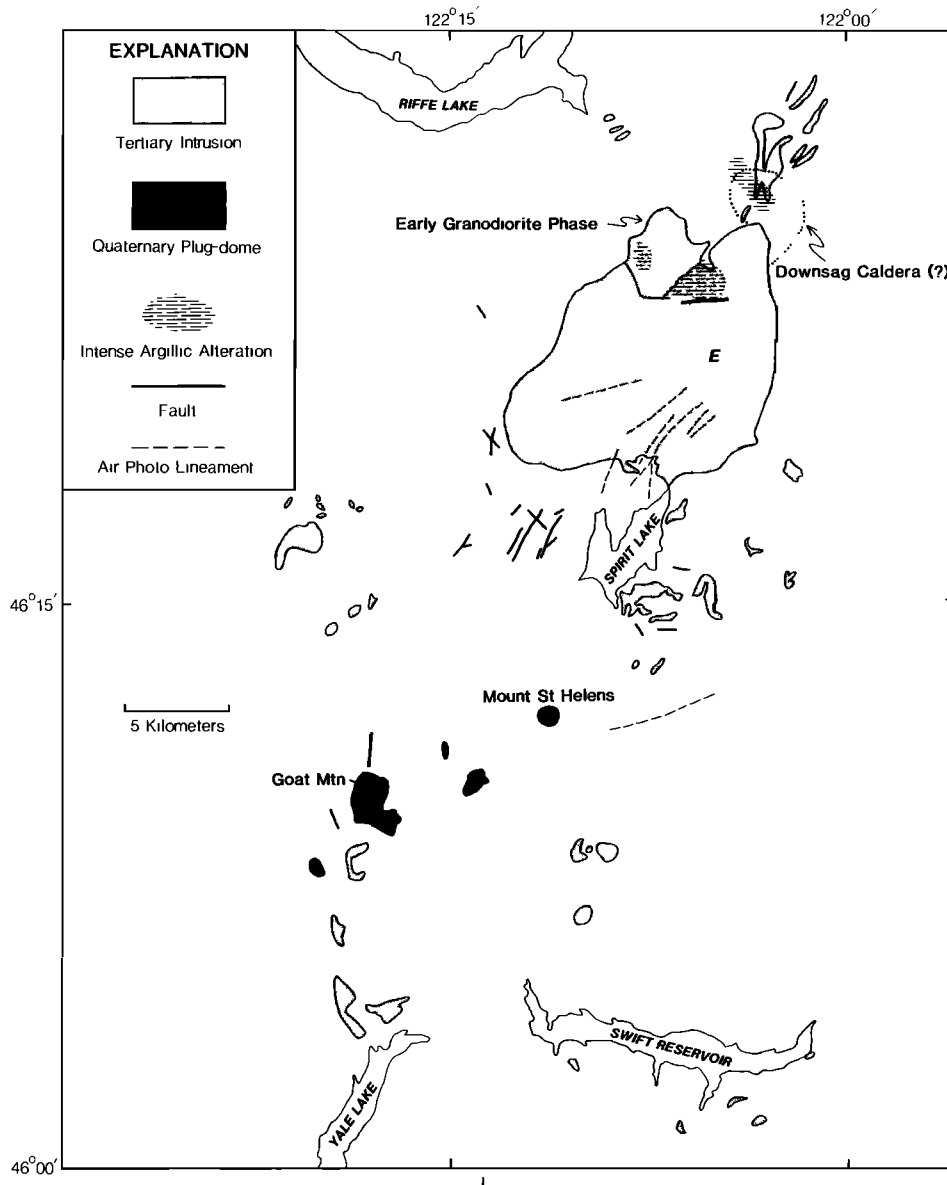 122°15′
122°00′
EXPLANATION
Tertiary Intrusion
Quaternary Plug-dome
Intense Argillic Alteration
Fault
Air Photo Lineament
RIFFE LAKE
A
Early Granodiorite Phase
Downsag Caldera (?)
E
SPIRIT LAKE
46°15′
5 Kilometers
Mount St Helens
Goat Mtn
SWIFT RESERVOIR
YALE LAKE
46°00′